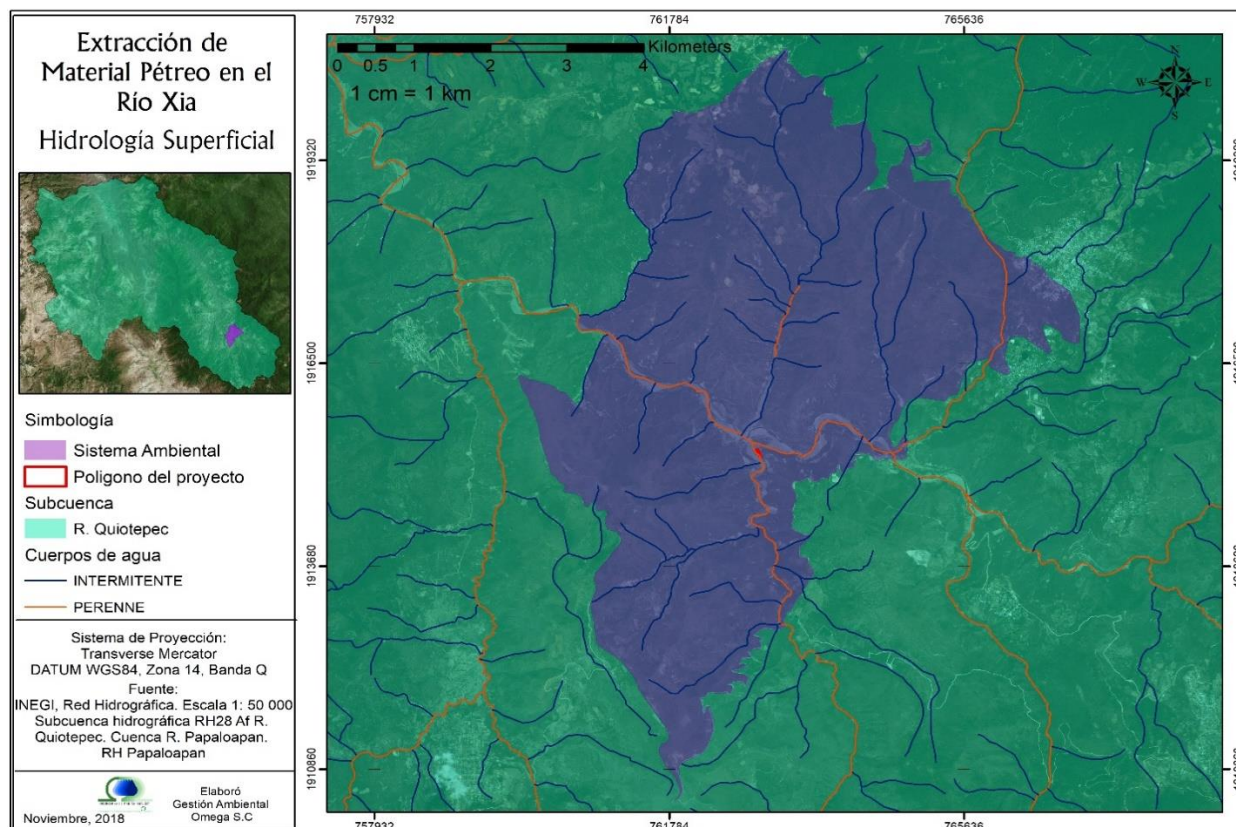 Extracción de
Material Pétreo en el
Río Xia
Hidrología Superficial
Simbología
Sistema Ambiental
Poligono del proyecto
Subcuenca
R. Quiotepec
Cuerpos de agua
INTERMITENTE
PERENNE
Sistema de Proyección:
Transverse Mercator
DATUM WGS84, Zona 14, Banda Q
Fuente:
INEGI, Red Hidrográfica. Escala 1: 50 000
Subcuenca hidrográfica RH28 Af R.
Quiotepec. Cuenca R. Papaloapan.
RH Papaloapan
Elaboró
Gestión Ambiental
Omega S.C
Noviembre, 2018
757932 761784 765636
Kilometers
0 0.5 1 2 3 4
1 cm = 1 km
N
W E
S
1919320
1916500
1913680
1910860
1919320
1916500
1913680
1910860
757932 761784 765636